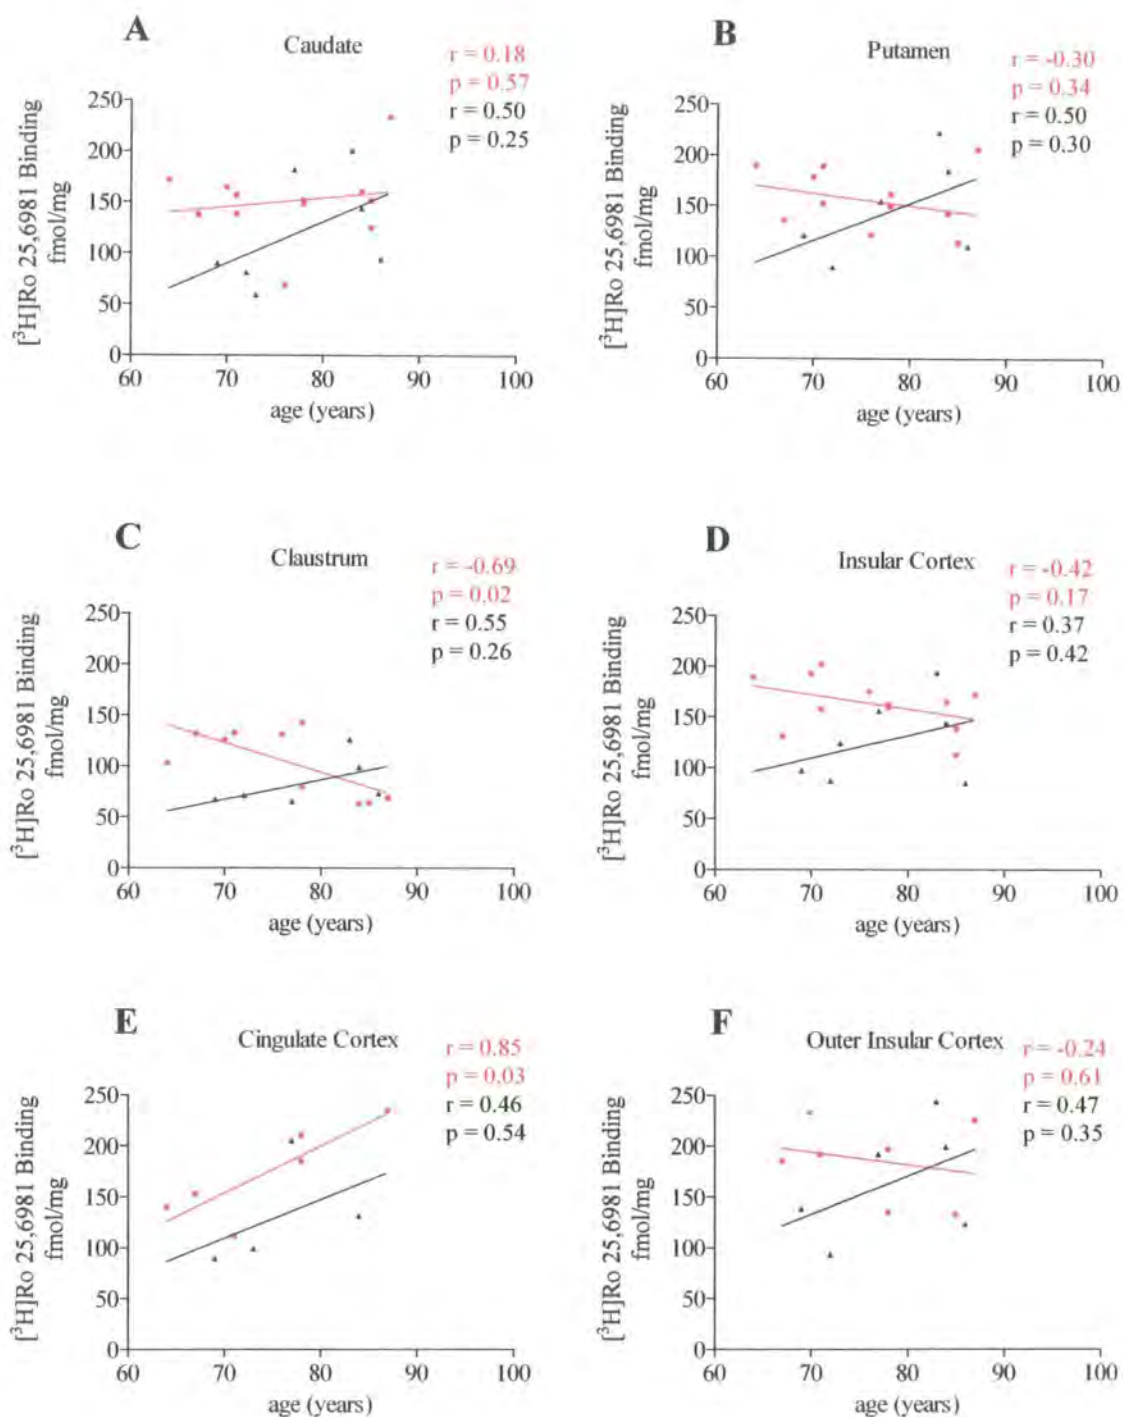 A
Caudate
r = 0.18
p = 0.57
r = 0.50
p = 0.25
[³H]Ro 25,6981 Binding
fmol/mg
250
200
150
100
50
0
60 70 80 90 100
age (years)
B
Putamen
r = -0.30
p = 0.34
r = 0.50
p = 0.30
[³H]Ro 25,6981 Binding
fmol/mg
250
200
150
100
50
0
60 70 80 90 100
age (years)
C
Claustrum
r = -0.69
p = 0.02
r = 0.55
p = 0.26
[³H]Ro 25,6981 Binding
fmol/mg
250
200
150
100
50
0
60 70 80 90 100
age (years)
D
Insular Cortex
r = -0.42
p = 0.17
r = 0.37
p = 0.42
[³H]Ro 25,6981 Binding
fmol/mg
250
200
150
100
50
0
60 70 80 90 100
age (years)
E
Cingulate Cortex
r = 0.85
p = 0.03
r = 0.46
p = 0.54
[³H]Ro 25,6981 Binding
fmol/mg
250
200
150
100
50
0
60 70 80 90 100
age (years)
F
Outer Insular Cortex
r = -0.24
p = 0.61
r = 0.47
p = 0.35
[³H]Ro 25,6981 Binding
fmol/mg
250
200
150
100
50
0
60 70 80 90 100
age (years)